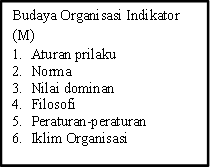 Budaya Organisasi Indikator
(M)
1. Aturan prilaku
2. Norma
3. Nilai dominan
4. Filosofi
5. Peraturan-peraturan
6. Iklim Organisasi